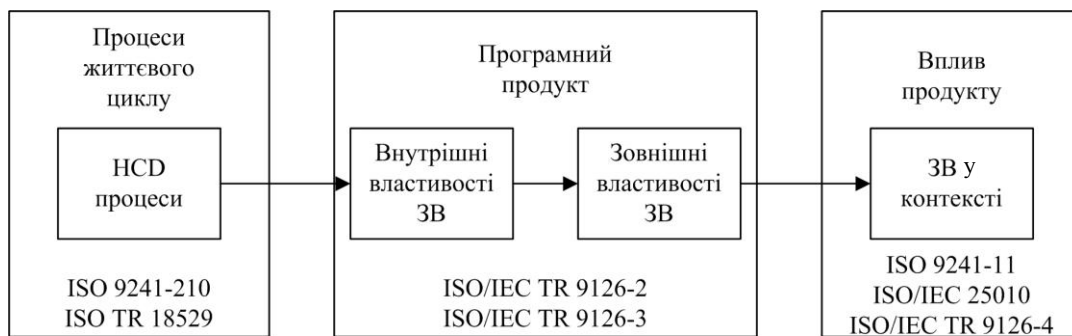 Процеси
життєвого
циклу
HCD
процеси
ISO 9241-210
ISO TR 18529
Програмний
продукт
Внутрішні
властивості
ЗВ
Зовнішні
властивості
ЗВ
ISO/IEC TR 9126-2
ISO/IEC TR 9126-3
Вплив
продукту
ЗВ у
контексті
ISO 9241-11
ISO/IEC 25010
ISO/IEC TR 9126-4